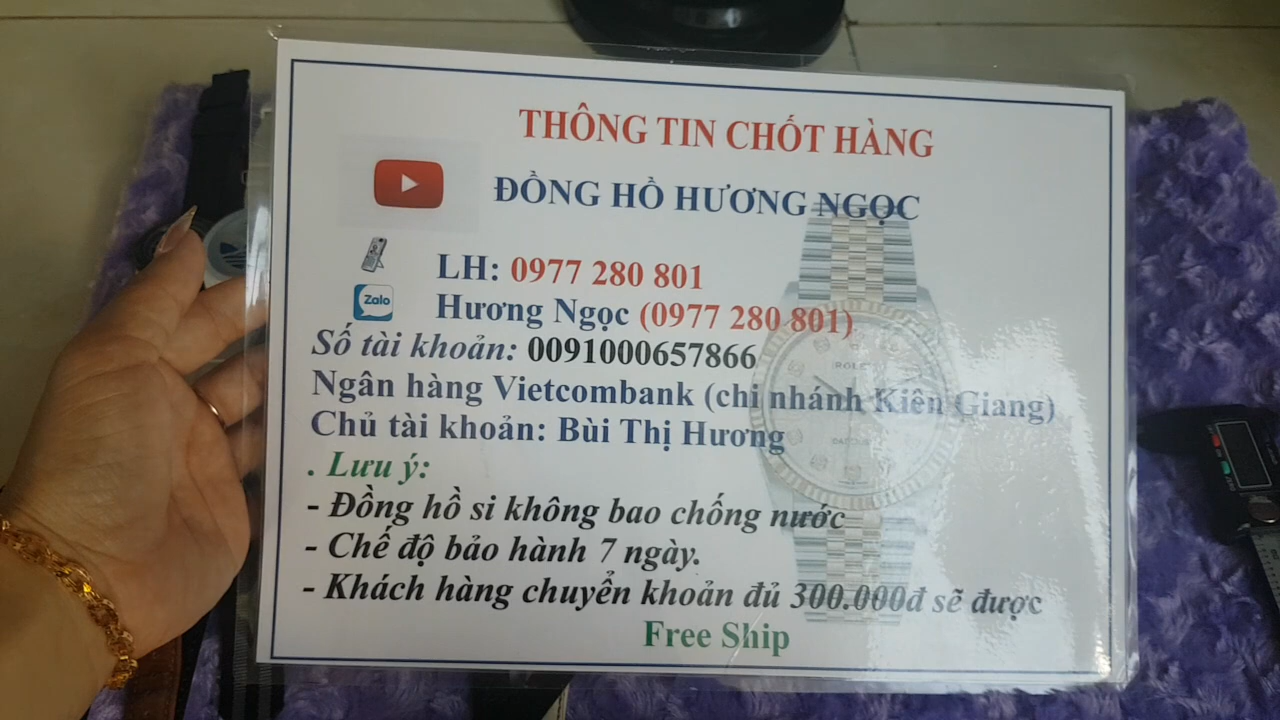 THÔNG TIN CHỐT HÀNG
ĐỒNG HỒ HƯƠNG NGỌC
LH: 0977 280 801
Zalo
Hương Ngọc (0977 280 801)
Số tài khoản: 0091000657866
ROLEX
Ngân hàng Vietcombank (chi nhánh Kiên Giang)
Chủ tài khoản: Bùi Thị Hương
. Lưu ý:
- Đồng hồ si không bao chống nước
- Chế độ bảo hành 7 ngày.
- Khách hàng chuyển khoản đủ 300.000đ sẽ được
Free Ship